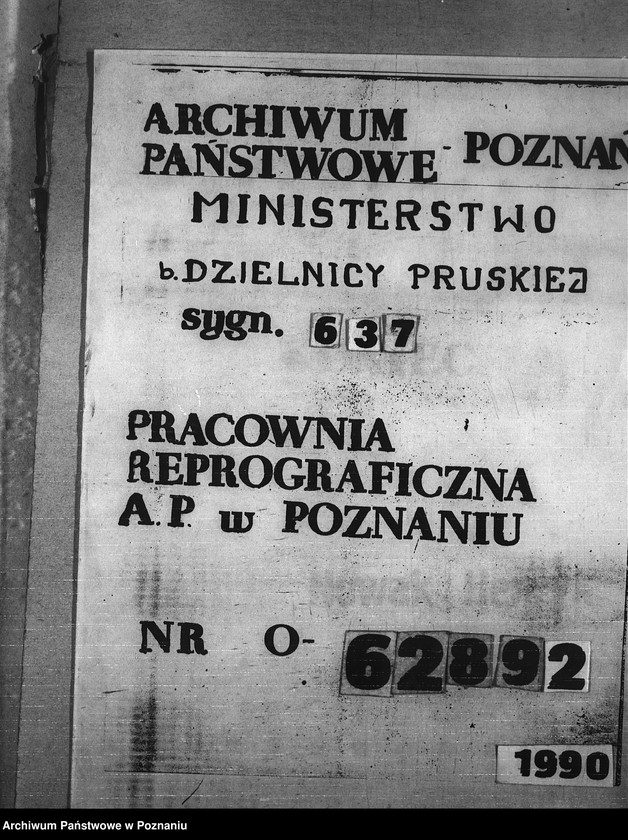 ARCHIWUM
PAŃSTWOWE - POZNAŃ
MINISTERSTWO
b. DZIELNICY PRUSKIEJ
sygn. 637
PRACOWNIA
REPROGRAFICZNA
A.P. w POZNANIU
NR O-62892
1990
Archiwum Państwowe w Poznaniu